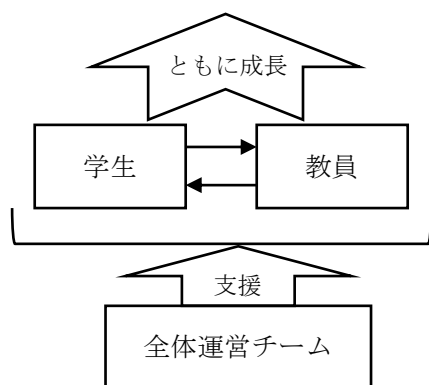 ともに成長
学生
教員
支援
全体運営チーム